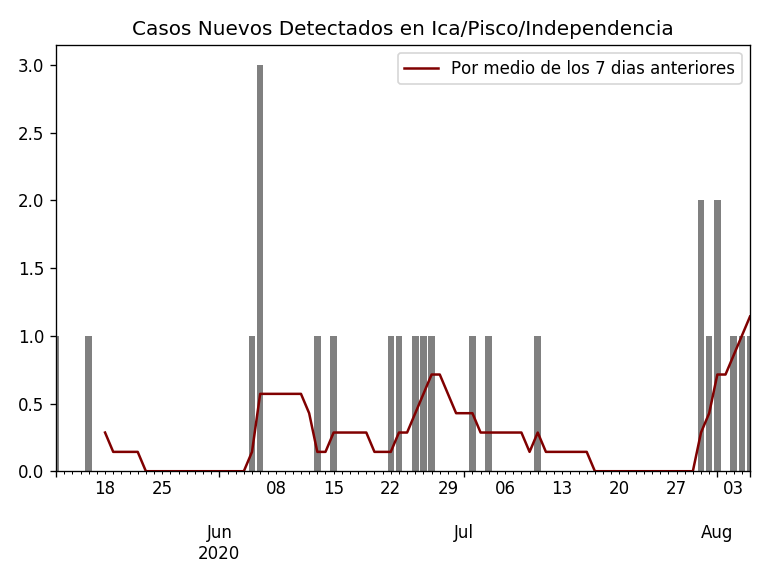 Casos Nuevos Detectados en Ica/Pisco/Independencia
Por medio de los 7 dias anteriores
3.0
2.5
2.0
1.5
1.0
0.5
0.0
18 25 08 15 22 29 06 13 20 27 03
Jun Jul Aug
2020